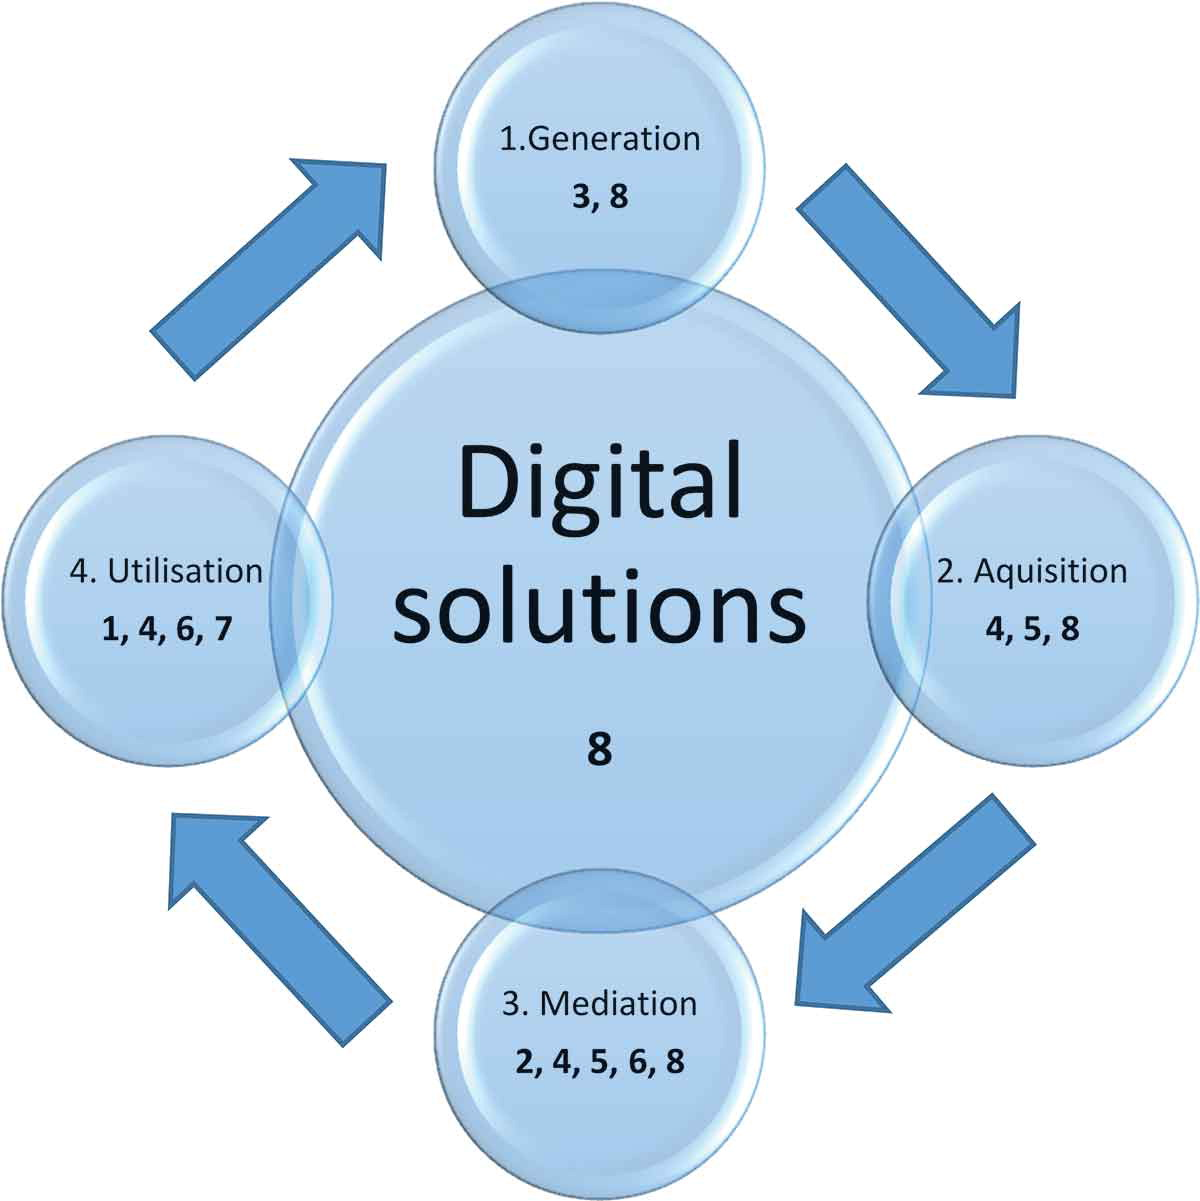 1.Generation
3, 8
Digital
solutions
8
2. Aquisition
4, 5, 8
3. Mediation
2, 4, 5, 6, 8
4. Utilisation
1, 4, 6, 7